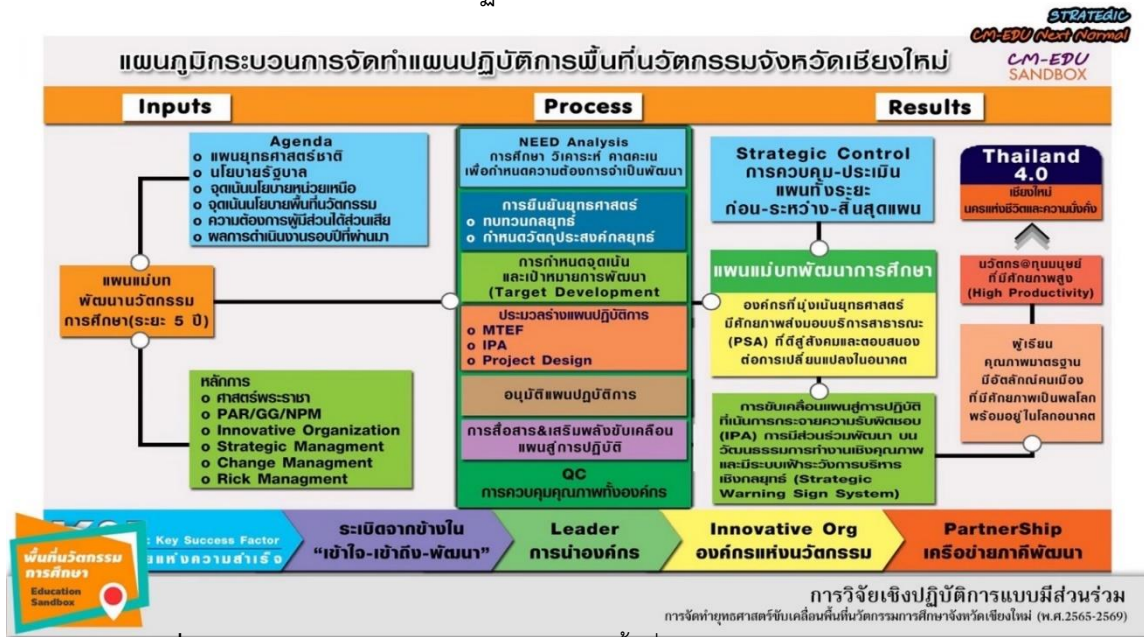 STRATEGIC
CM-EDU Next Normal
แผนภูมิกระบวนการจัดทำแผนปฏิบัติการพื้นที่นวัตกรรมจังหวัดเชียงใหม่
CM-EDU
SANDBOX
Inputs
Process
Results
Agenda
o แผนยุทธศาสตร์ชาติ
o นโยบายรัฐบาล
o จุดเน้นนโยบายหน่วยเหนือ
o จุดเน้นนโยบายพื้นที่นวัตกรรม
o ความต้องการผู้มีส่วนได้ส่วนเสีย
o ผลการดำเนินงานรอบปีที่ผ่านมา
แผนแม่บท
พัฒนานวัตกรรม
การศึกษา(ระยะ 5 ปี)
หลักการ
o ศาสตร์พระราชา
o PAR/GG/NPM
o Innovative Organization
o Strategic Managment
o Change Managment
o Rick Managment
NEED Analysis
การศึกษา วิเคราะห์ คาดคะเน
เพื่อกำหนดความต้องการจำเป็นพัฒนา
การยืนยันยุทธศาสตร์
o ทบทวนกลยุทธ์
o กำหนดวัตถุประสงค์กลยุทธ์
การกำหนดจุดเน้น
และเป้าหมายการพัฒนา
(Target Development
ประมวลร่างแผนปฏิบัติการ
o MTEF
o IPA
o Project Design
อนุมัติแผนปฏิบัติการ
การสื่อสาร&เสริมพลังขับเคลื่อน
แผนสู่การปฏิบัติ
QC
การควบคุมคุณภาพทั้งองค์กร
Strategic Control
การควบคุม-ประเมิน
แผนทั้งระยะ
ก่อน-ระหว่าง-สิ้นสุดแผน
แผนแม่บทพัฒนาการศึกษา
องค์กรที่มุ่งเน้นยุทธศาสตร์
มีศักยภาพส่งมอบบริการสาธารณะ
(PSA) ที่ดีสู่สังคมและตอบสนอง
ต่อการเปลี่ยนแปลงในอนาคต
การขับเคลื่อนแผนสู่การปฏิบัติ
ที่เน้นการกระจายความรับผิดชอบ
(IPA) การมีส่วนร่วมพัฒนา บน
วัฒนธรรมการทำงานเชิงคุณภาพ
และมีระบบเฝ้าระวังการบริหาร
เชิงกลยุทธ์ (Strategic
Warning Sign System)
Thailand
4.0
เชียงใหม่
นครแห่งชีวิตและความมั่งคั่ง
นวัตกร@ทุนมนุษย์
ที่มีศักยภาพสูง
(High Productivity)
ผู้เรียน
คุณภาพมาตรฐาน
มีอัตลักษณ์คนเมือง
ที่มีศักยภาพเป็นพลโลก
พร้อมอยู่ในโลกอนาคต
: Key Success Factor
แห่งความสำเร็จ
ระเบิดจากข้างใน
“เข้าใจ-เข้าถึง-พัฒนา”
Leader
การนำองค์กร
Innovative Org
องค์กรแห่งนวัตกรรม
PartnerShip
เครือข่ายภาคีพัฒนา
พื้นที่นวัตกรรม
การศึกษา
Education
Sandbox
การวิจัยเชิงปฏิบัติการแบบมีส่วนร่วม
การจัดทำยุทธศาสตร์ขับเคลื่อนพื้นที่นวัตกรรมการศึกษาจังหวัดเชียงใหม่ (พ.ศ.2565-2569)